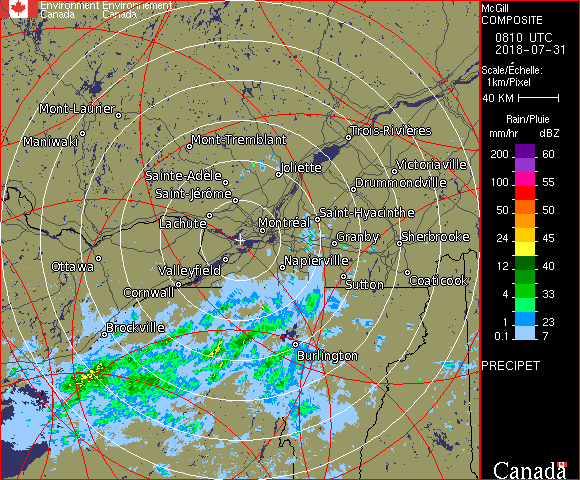 Environment Environnement
Canada Canada
McGill
COMPOSITE
0810 UTC
2018-07-31
Scale/Échelle:
1km/Pixel
40 KM
Rain/Pluie
mm/hr dBZ
200 60
100 55
50 50
24 45
12 40
4 33
1 23
0.1 7
PRECIPET
Canada
Mont-Laurier
Maniwaki
Mont-Tremblant
Trois-Rivières
Sainte-Adèle
Joliette
Victoriaville
Saint-Jérôme
Drummondville
Lachute
Montréal
Saint-Hyacinthe
Granby
Sherbrooke
Ottawa
Valleyfield
Napierville
Cornwall
Sutton
Coaticook
Brockville
Burlington